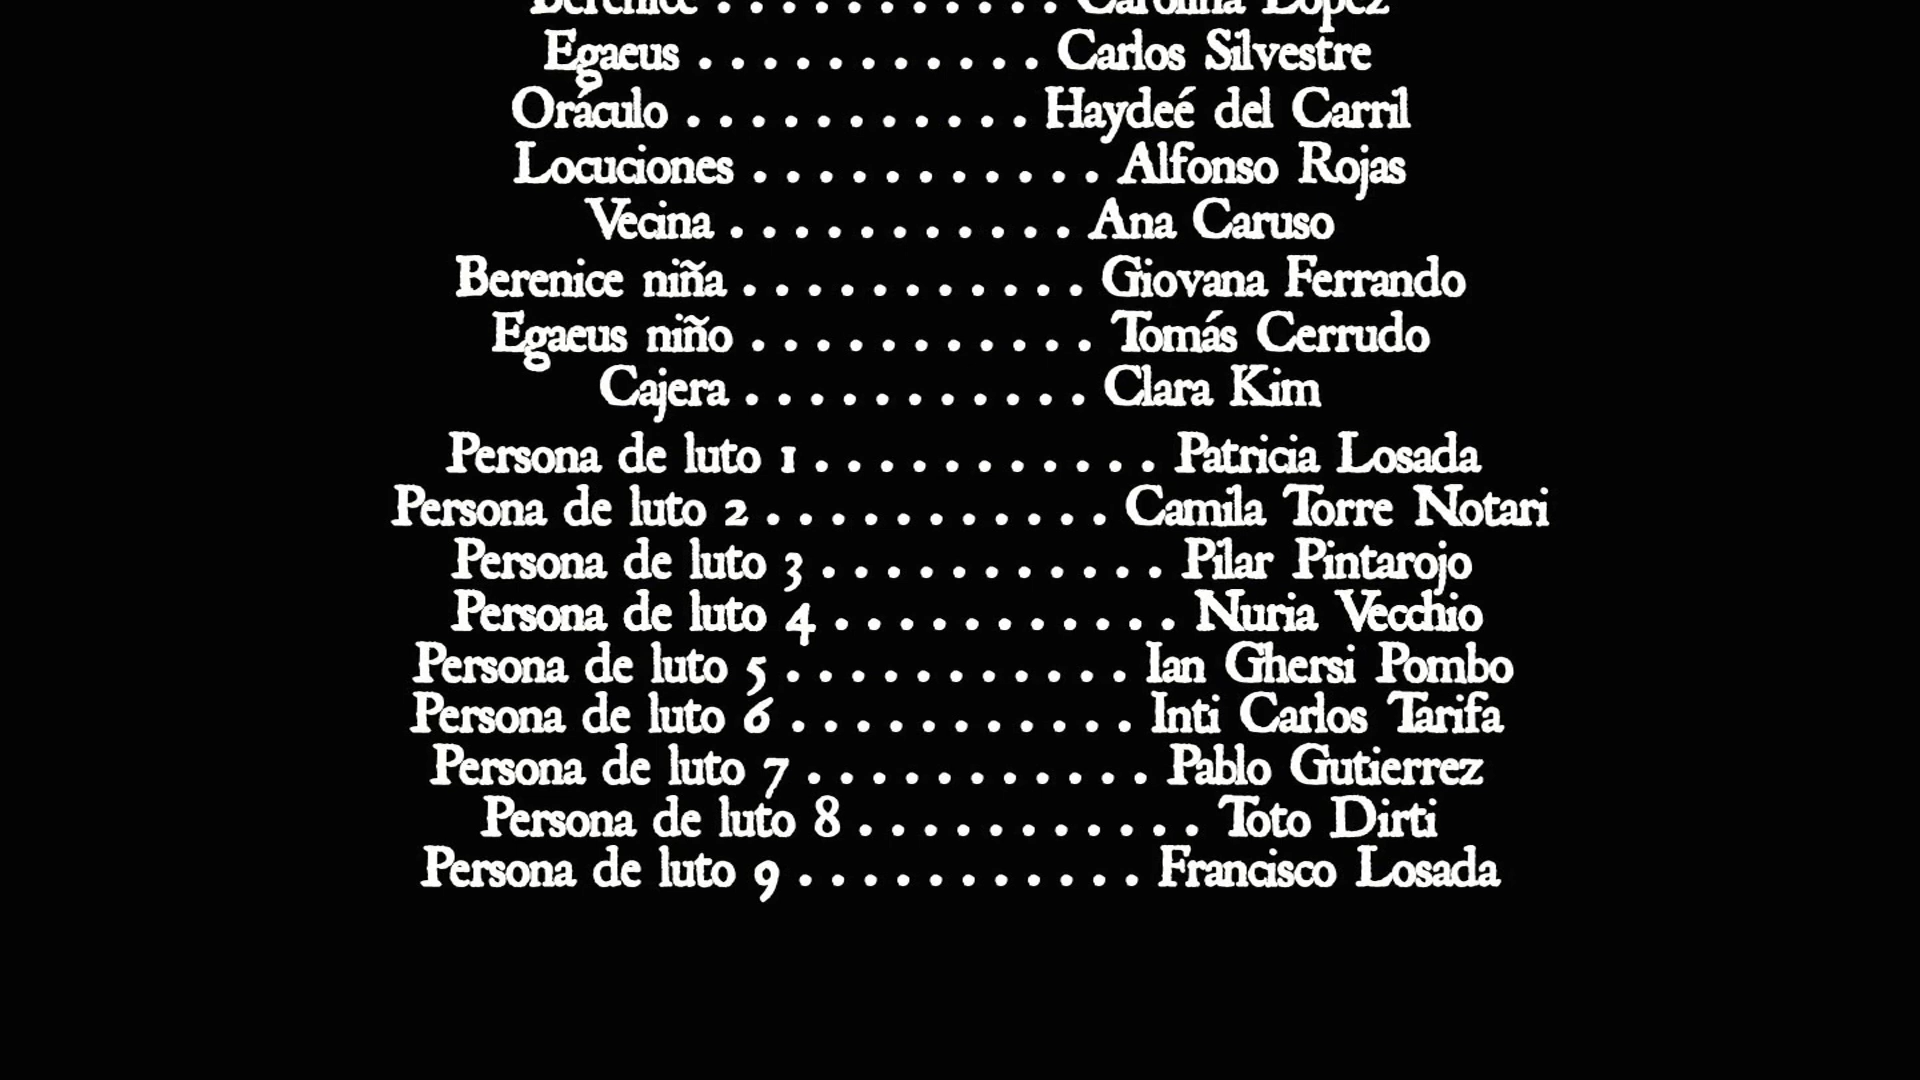 Berenice . . . . . . . . . . . Carolina López
Egaeus . . . . . . . . . . . Carlos Silvestre
Oráculo . . . . . . . . . . . Haydeé del Carril
Locuciones . . . . . . . . . . . Alfonso Rojas
Vecina . . . . . . . . . . . Ana Caruso
Berenice niña . . . . . . . . . . . Giovana Ferrando
Egaeus niño . . . . . . . . . . . Tomás Cerrudo
Cajera . . . . . . . . . . . Clara Kim
Persona de luto 1 . . . . . . . . . . . Patricia Losada
Persona de luto 2 . . . . . . . . . . . Camila Torre Notari
Persona de luto 3 . . . . . . . . . . . Pilar Pintarojo
Persona de luto 4 . . . . . . . . . . . Nuria Vecchio
Persona de luto 5 . . . . . . . . . . . Ian Ghersi Pombo
Persona de luto 6 . . . . . . . . . . . Inti Carlos Tarifa
Persona de luto 7 . . . . . . . . . . . Pablo Gutierrez
Persona de luto 8 . . . . . . . . . . . Toto Dirti
Persona de luto 9 . . . . . . . . . . . Francisco Losada